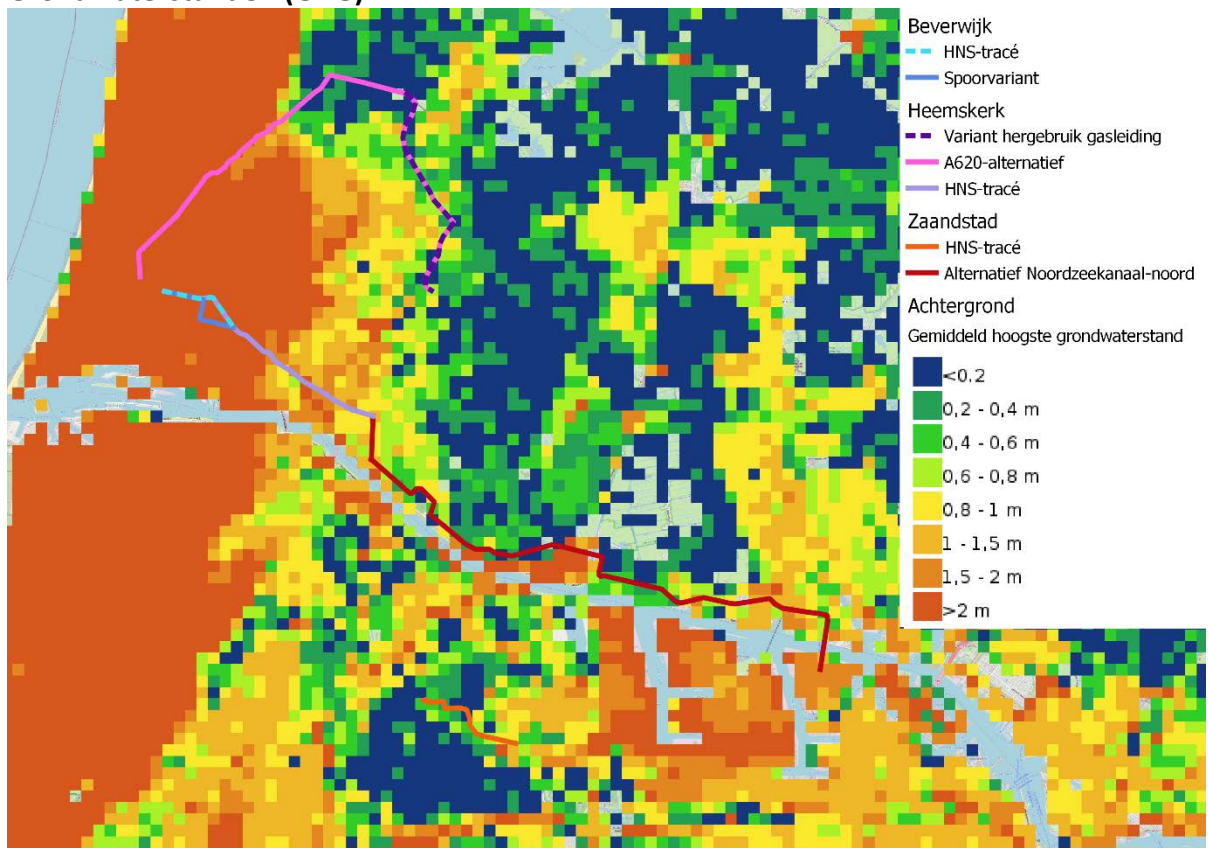 Beverwijk
HNS-tracé
Spoorvariant
Heemskerk
Variant hergebruik gasleiding
A620-alternatief
HNS-tracé
Zaandstad
HNS-tracé
Alternatief Noordzeekanaal-noord
Achtergrond
Gemiddeld hoogste grondwaterstand
<0,2
0,2 - 0,4 m
0,4 - 0,6 m
0,6 - 0,8 m
0,8 - 1 m
1 - 1,5 m
1,5 - 2 m
>2 m